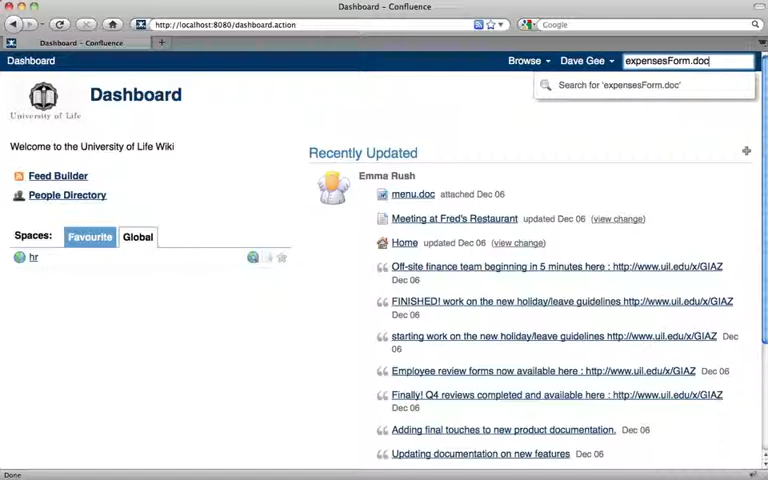 Dashboard - Confluence
http://localhost:8080/dashboard.action
Google
Dashboard - Confluence
Dashboard
Browse
Dave Gee
expensesForm.doc
Search for 'expensesForm.doc'
University of Life
Dashboard
Welcome to the University of Life Wiki
Feed Builder
People Directory
Spaces: Favourite Global
hr
Recently Updated
Emma Rush
menu.doc attached Dec 06
Meeting at Fred's Restaurant updated Dec 06 (view change)
Home updated Dec 06 (view change)
Off-site finance team beginning in 5 minutes here : http://www.uil.edu/x/GIAZ
Dec 06
FINISHED! work on the new holiday/leave guidelines http://www.uil.edu/x/GIAZ
Dec 06
starting work on the new holiday/leave guidelines http://www.uil.edu/x/GIAZ Dec
06
Employee review forms now available here : http://www.uil.edu/x/GIAZ Dec 06
Finally! Q4 reviews completed and available here : http://www.uil.edu/x/GIAZ
Dec 06
Adding final touches to new product documentation. Dec 06
Updating documentation on new features Dec 06
Done